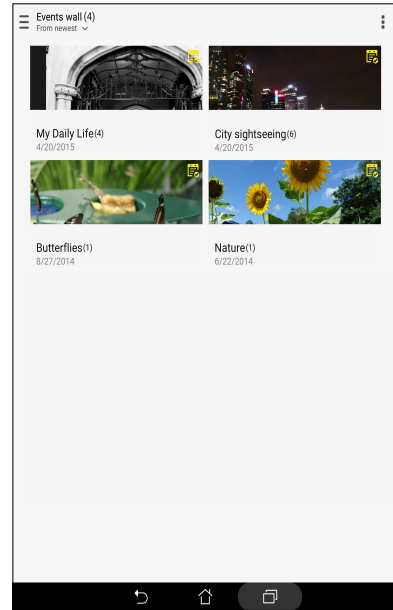 Events wall (4)
From newest
My Daily Life(4)
4/20/2015
City sightseeing(6)
4/20/2015
Butterflies(1)
8/27/2014
Nature(1)
6/22/2014